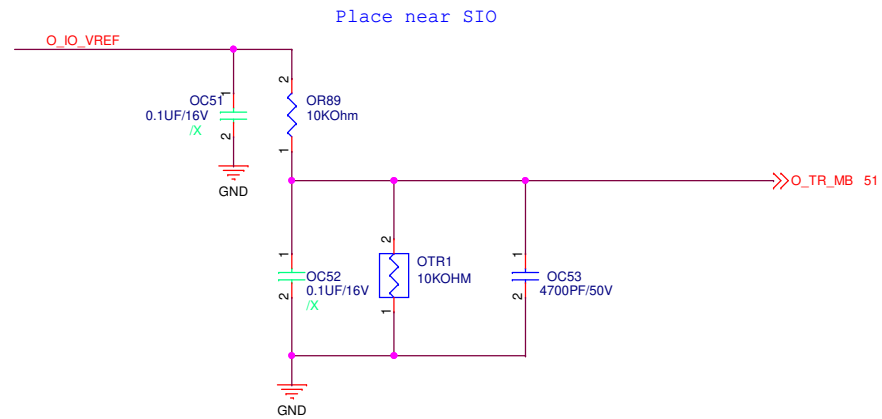 Place near SIO
O_IO_VREF
2
OR89
10KOhm
1
1
OC51
0.1UF/16V
/X
2
GND
O_TR_MB 51
1
OC52
0.1UF/16V
/X
2
2
OTR1
10KOHM
1
1
OC53
4700PF/50V
2
GND